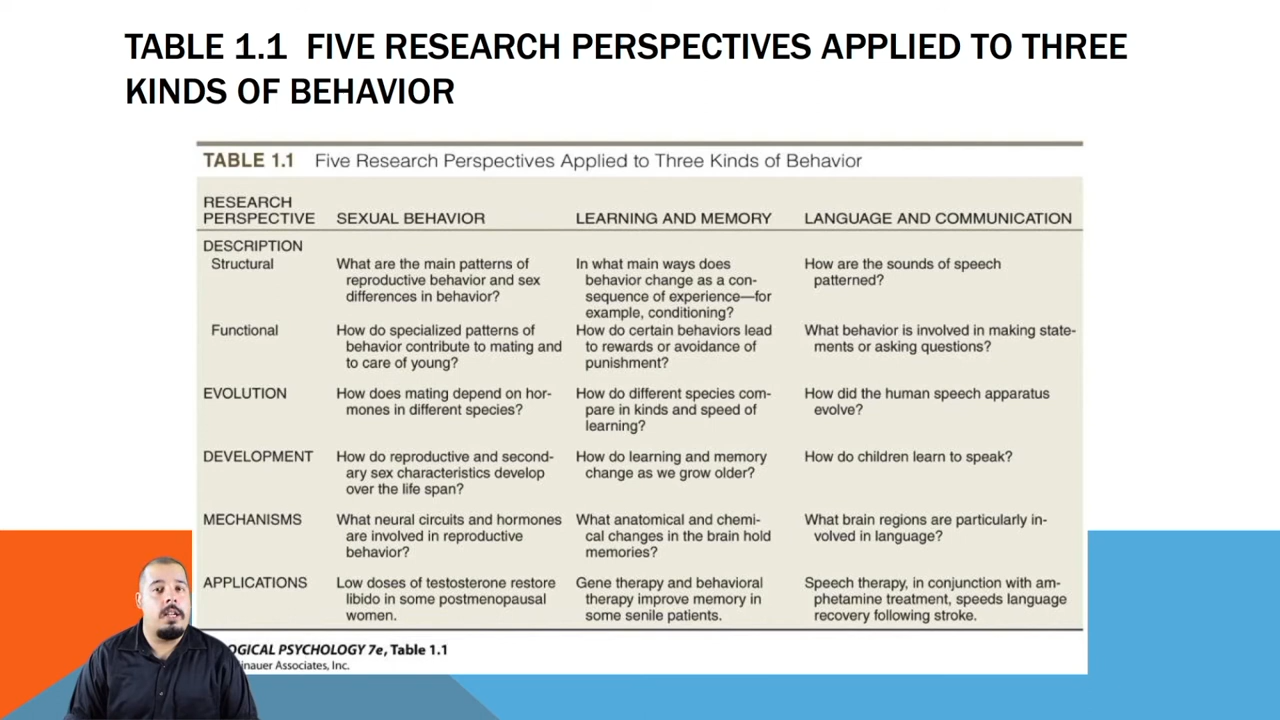 TABLE 1.1 FIVE RESEARCH PERSPECTIVES APPLIED TO THREE
KINDS OF BEHAVIOR
TABLE 1.1 Five Research Perspectives Applied to Three Kinds of Behavior
RESEARCH
PERSPECTIVE SEXUAL BEHAVIOR LEARNING AND MEMORY LANGUAGE AND COMMUNICATION
DESCRIPTION
Structural What are the main patterns of In what main ways does How are the sounds of speech
reproductive behavior and sex behavior change as a con- patterned?
differences in behavior? sequence of experience—for
example, conditioning?
Functional How do specialized patterns of How do certain behaviors lead What behavior is involved in making state-
behavior contribute to mating and to rewards or avoidance of ments or asking questions?
to care of young? punishment?
EVOLUTION How does mating depend on hor- How do different species com- How did the human speech apparatus
mones in different species? pare in kinds and speed of evolve?
learning?
DEVELOPMENT How do reproductive and second- How do learning and memory How do children learn to speak?
ary sex characteristics develop change as we grow older?
over the life span?
MECHANISMS What neural circuits and hormones What anatomical and chemi- What brain regions are particularly in-
are involved in reproductive cal changes in the brain hold volved in language?
behavior? memories?
APPLICATIONS Low doses of testosterone restore Gene therapy and behavioral Speech therapy, in conjunction with am-
libido in some postmenopausal therapy improve memory in phetamine treatment, speeds language
women. some senile patients. recovery following stroke.
OGICAL PSYCHOLOGY 7e, Table 1.1
inauer Associates, Inc.